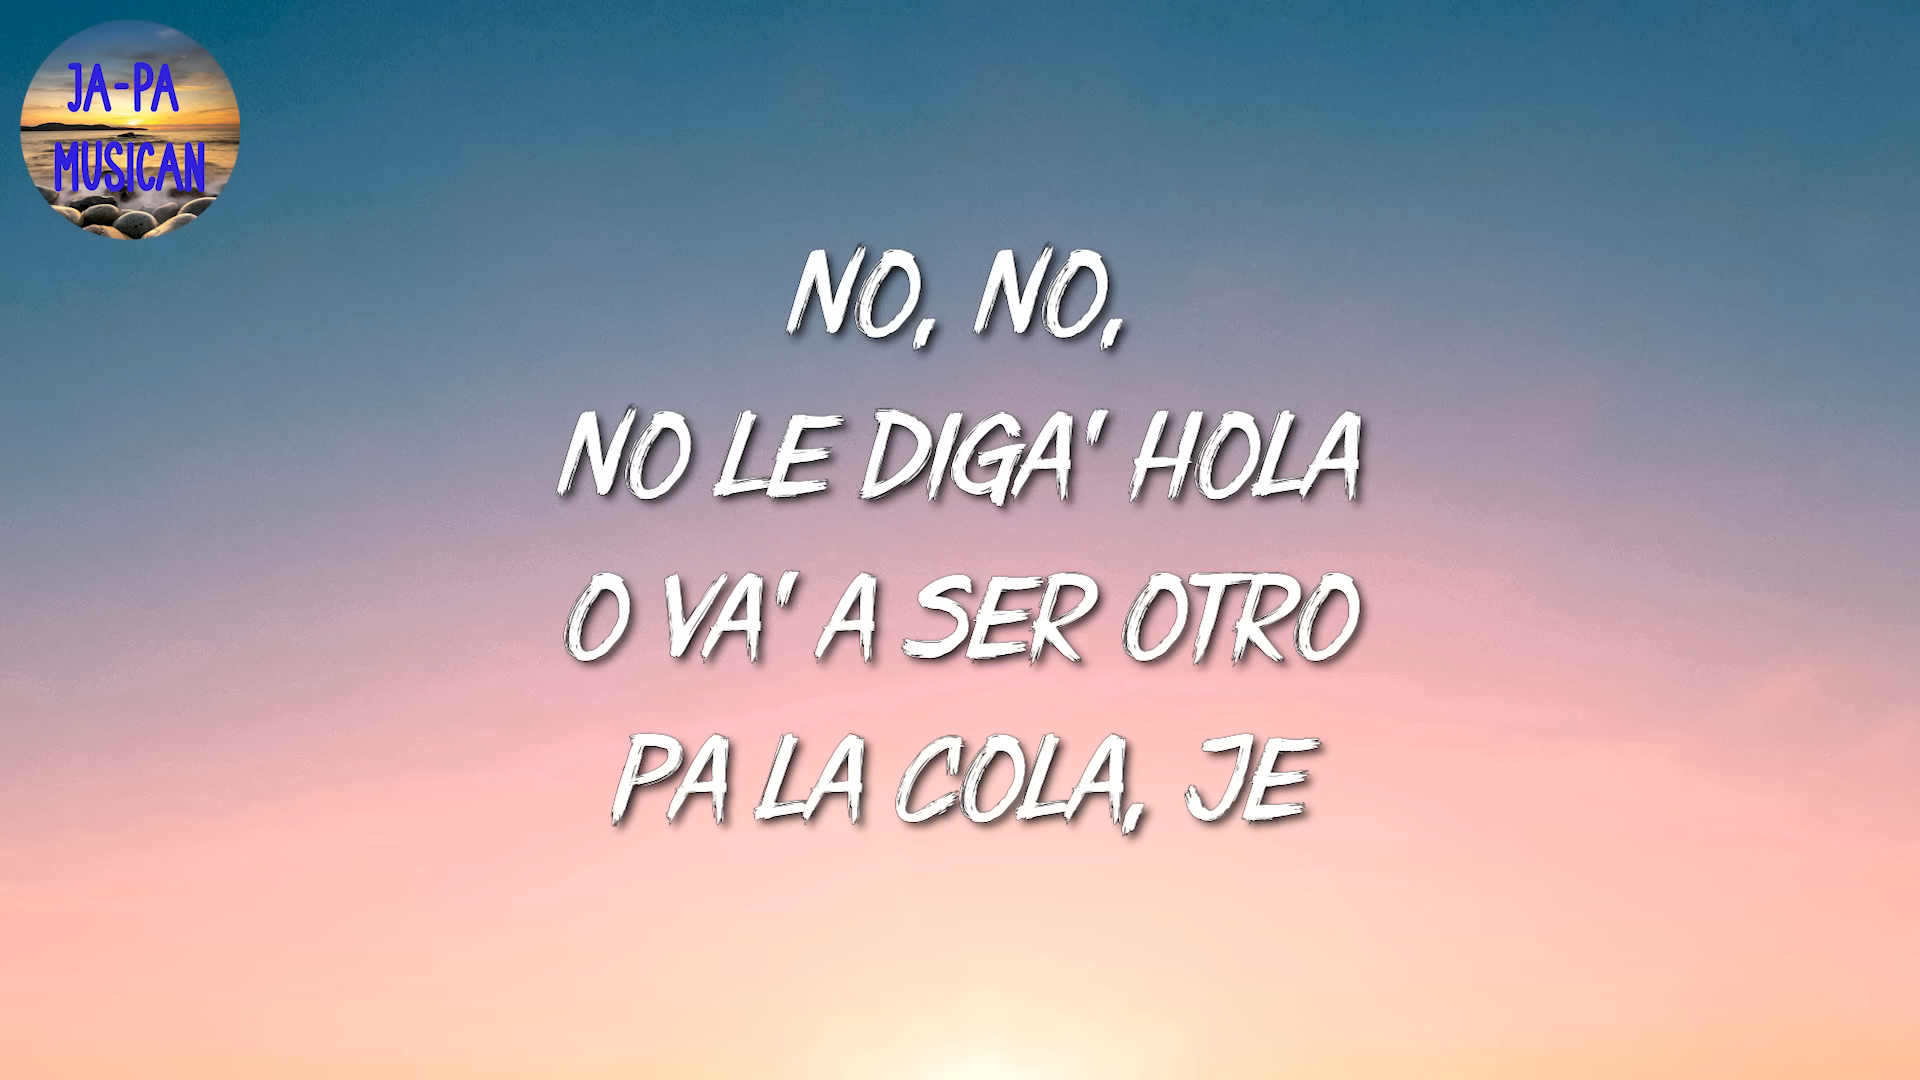 JA-PA
MUSICAN
NO, NO,
NO LE DIGA' HOLA
O VA' A SER OTRO
PA LA COLA, JE